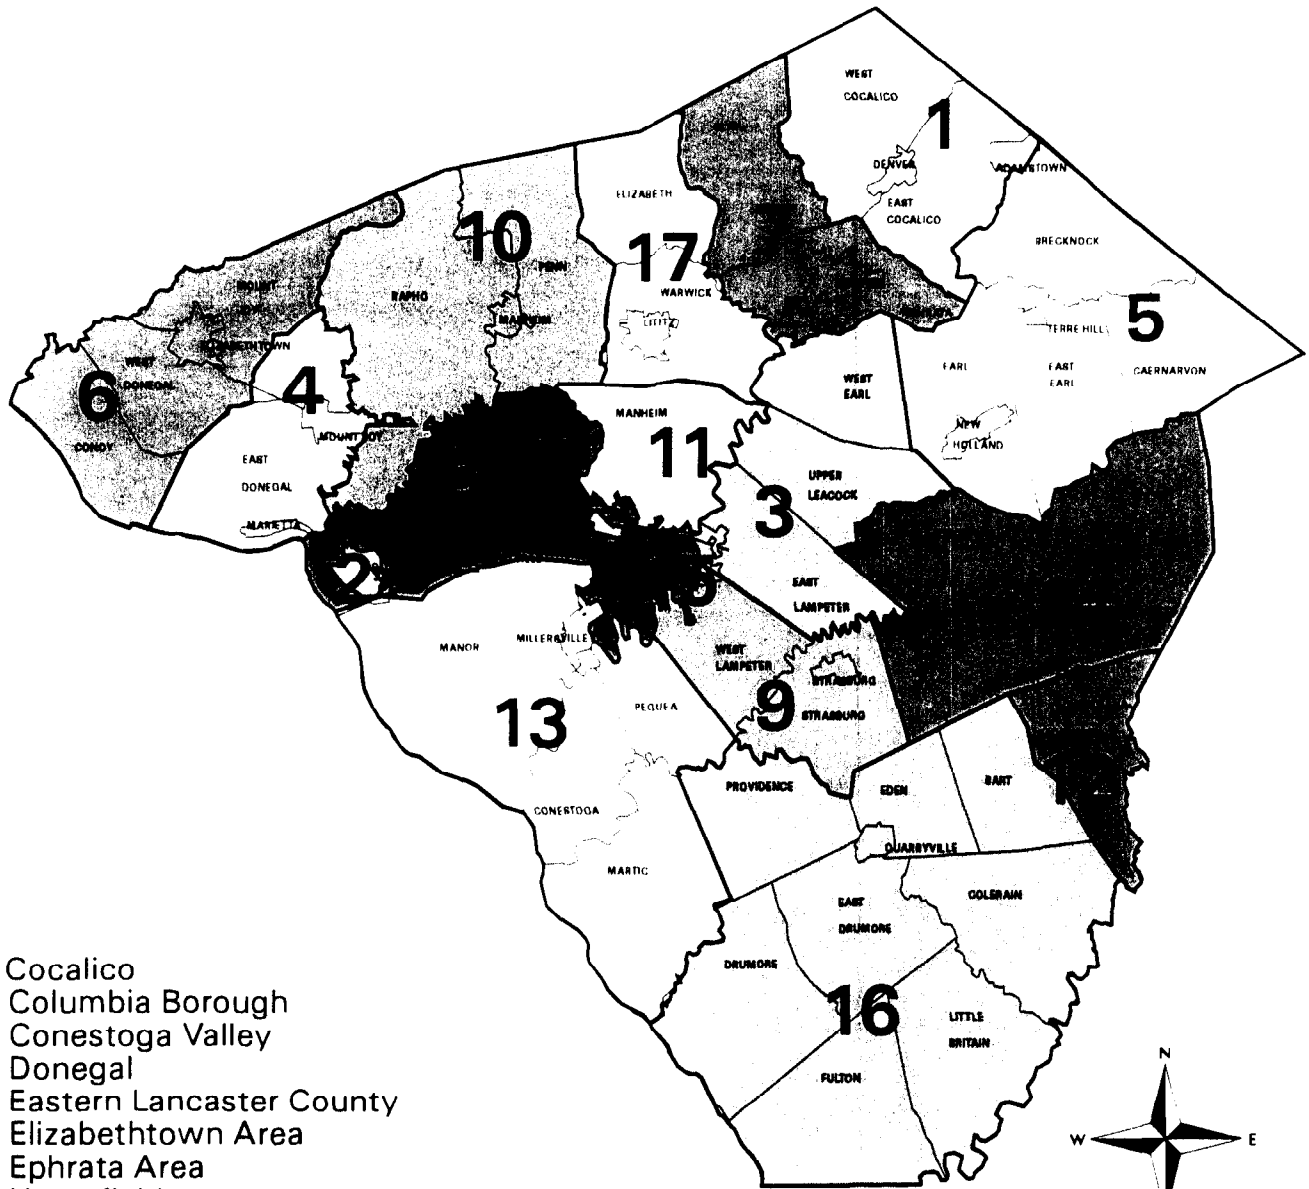 WEST
COCALICO
1
DENVER
ADAMSTOWN
EAST
COCALICO
ELIZABETH
BRECKNOCK
10
17
PENN
WARWICK
MOUNT
RAPHO
MANHEIM
LITITZ
TERRE HILL
5
ELIZABETHTOWN
WEST
DONEGAL
4
6
EARL
EAST
EARL
CAERNARVON
WEST
EARL
MANHEIM
NEW
HOLLAND
CONOY
MOUNT JOY
11
EAST
DONEGAL
UPPER
LEACOCK
3
MARIETTA
2
EAST
LAMPETER
MANOR
MILLERSVILLE
WEST
LAMPETER
STRASBURG
9
STRASBURG
13
PEQUEA
PROVIDENCE
EDEN
BART
CONESTOGA
QUARRYVILLE
MARTIC
COLERAIN
EAST
DRUMORE
DRUMORE
16
LITTLE
BRITAIN
FULTON
Cocalico
Columbia Borough
Conestoga Valley
Donegal
Eastern Lancaster County
Elizabethtown Area
Ephrata Area
N
W
E